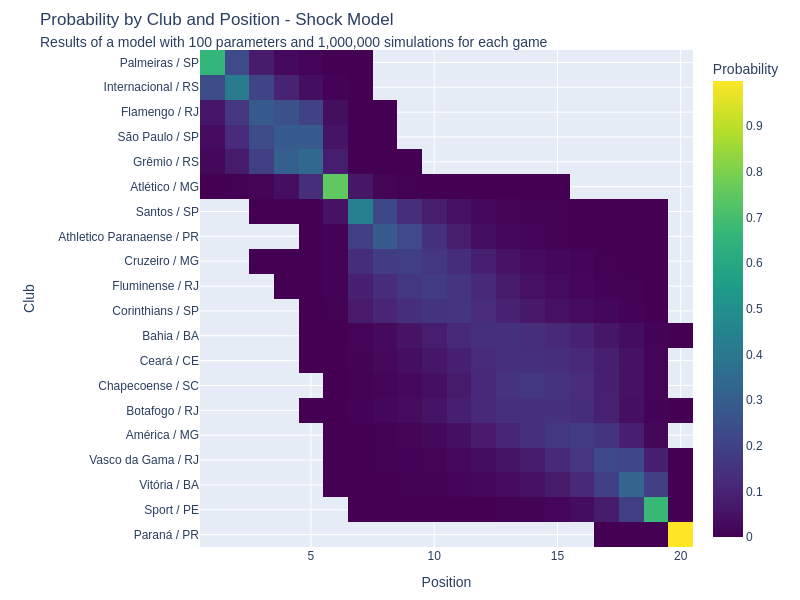 Probability by Club and Position - Shock Model
Results of a model with 100 parameters and 1,000,000 simulations for each game
Palmeiras / SP
Internacional / RS
Flamengo / RJ
São Paulo / SP
Grêmio / RS
Atlético / MG
Santos / SP
Athletico Paranaense / PR
Cruzeiro / MG
Fluminense / RJ
Corinthians / SP
Bahia / BA
Ceará / CE
Chapecoense / SC
Botafogo / RJ
América / MG
Vasco da Gama / RJ
Vitória / BA
Sport / PE
Paraná / PR
Club
5
10
15
20
Position
Probability
0.9
0.8
0.7
0.6
0.5
0.4
0.3
0.2
0.1
0